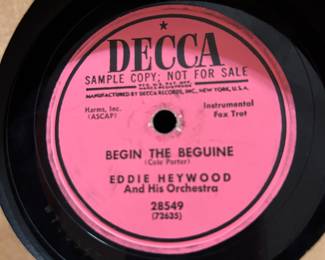 DECCA
SAMPLE COPY; NOT FOR SALE
MANUFACTURED BY DECCA RECORDS, INC., NEW YORK, U.S.A.
Harms, Inc.
(ASCAP)
Instrumental
Fox Trot
BEGIN THE BEGUINE
(Cole Porter)
EDDIE HEYWOOD
And His Orchestra
28549
(72635)